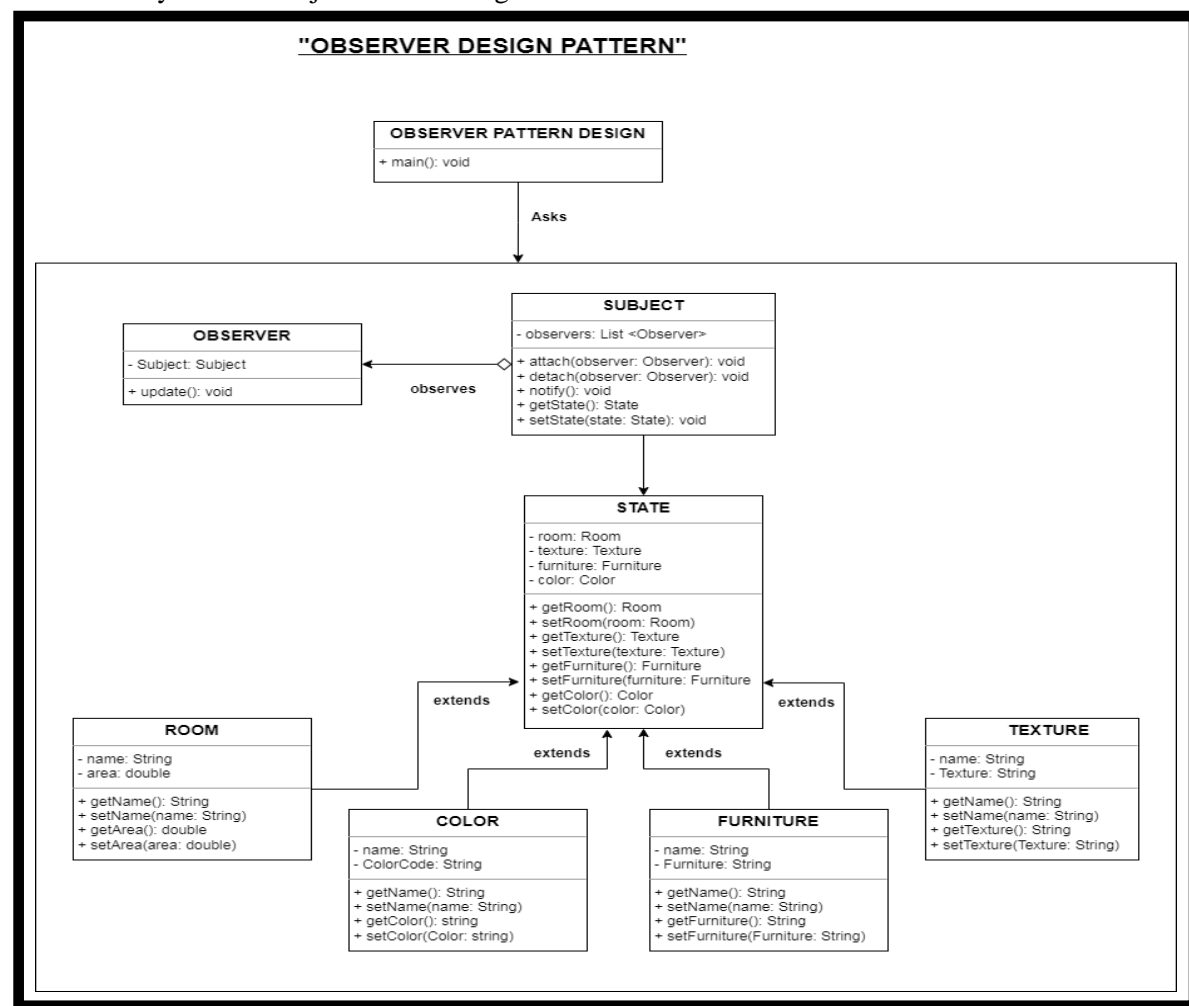 "OBSERVER DESIGN PATTERN"
OBSERVER PATTERN DESIGN
+ main(): void
Asks
OBSERVER
- Subject: Subject
+ update(): void
observes
SUBJECT
- observers: List <Observer>
+ attach(observer: Observer): void
+ detach(observer: Observer): void
+ notify(): void
+ getState(): State
+ setState(state: State): void
STATE
- room: Room
- texture: Texture
- furniture: Furniture
- color: Color
+ getRoom(): Room
+ setRoom(room: Room)
+ getTexture(): Texture
+ setTexture(texture: Texture)
+ getFurniture(): Furniture
+ setFurniture(furniture: Furniture
+ getColor(): Color
+ setColor(color: Color)
extends
extends
extends
extends
ROOM
- name: String
- area: double
+ getName(): String
+ setName(name: String)
+ getArea(): double
+ setArea(area: double)
COLOR
- name: String
- ColorCode: String
+ getName(): String
+ setName(name: String)
+ getColor(): string
+ setColor(Color: string)
FURNITURE
- name: String
- Furniture: String
+ getName(): String
+ setName(name: String)
+ getFurniture(): String
+ setFurniture(Furniture: String)
TEXTURE
- name: String
- Texture: String
+ getName(): String
+ setName(name: String)
+ getTexture(): String
+ setTexture(Texture: String)